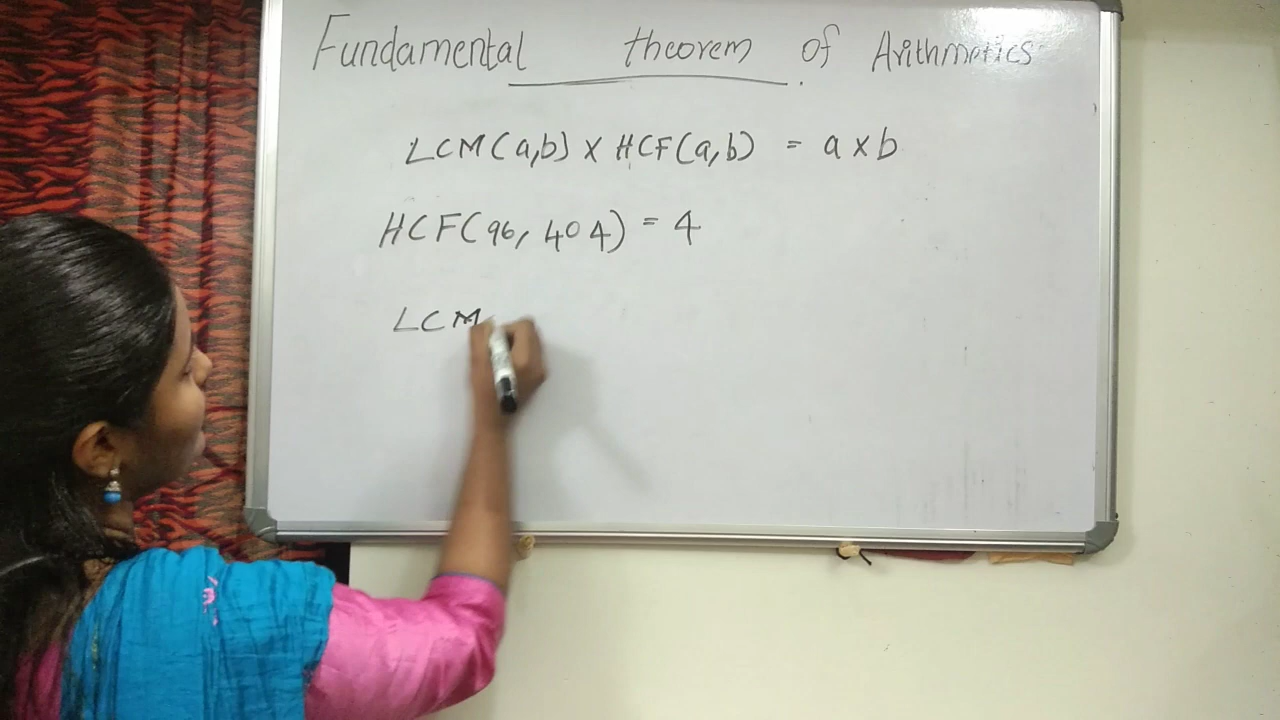 Fundamental theorem of Arithmetics
LCM(a,b) x HCF(a,b) = a x b
HCF(96, 404) = 4
LCM